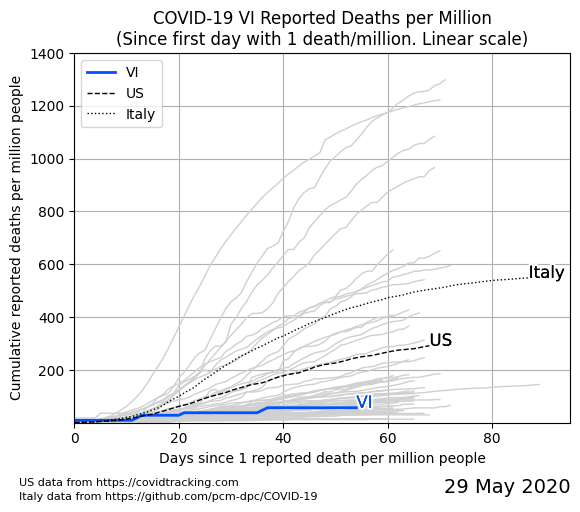 COVID-19 VI Reported Deaths per Million
(Since first day with 1 death/million. Linear scale)
Cumulative reported deaths per million people
1400
1200
1000
800
600
400
200
VI
US
Italy
Italy
US
VI
0
20
40
60
80
Days since 1 reported death per million people
US data from https://covidtracking.com
Italy data from https://github.com/pcm-dpc/COVID-19
29 May 2020